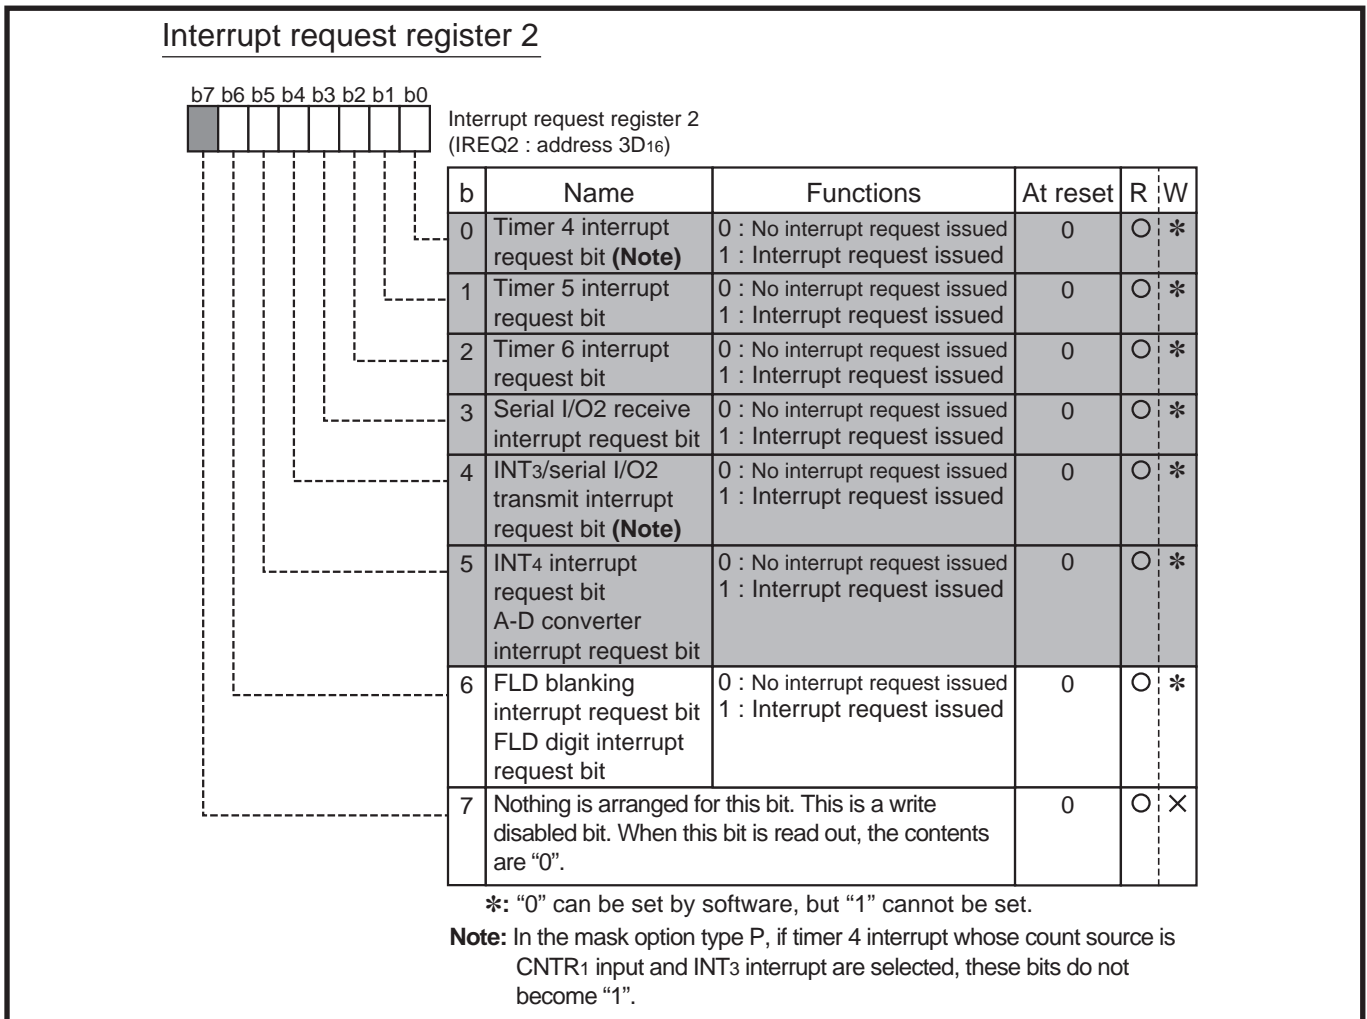 Interrupt request register 2
b7 b6 b5 b4 b3 b2 b1 b0
Interrupt request register 2
(IREQ2 : address 3D16)
b Name Functions At reset R W
0 Timer 4 interrupt 0 : No interrupt request issued 0 O ✻
request bit (Note) 1 : Interrupt request issued
1 Timer 5 interrupt 0 : No interrupt request issued 0 O ✻
request bit 1 : Interrupt request issued
2 Timer 6 interrupt 0 : No interrupt request issued 0 O ✻
request bit 1 : Interrupt request issued
3 Serial I/O2 receive 0 : No interrupt request issued 0 O ✻
interrupt request bit 1 : Interrupt request issued
4 INT3/serial I/O2 0 : No interrupt request issued 0 O ✻
transmit interrupt 1 : Interrupt request issued
request bit (Note)
5 INT4 interrupt 0 : No interrupt request issued 0 O ✻
request bit 1 : Interrupt request issued
A-D converter
interrupt request bit
6 FLD blanking 0 : No interrupt request issued 0 O ✻
interrupt request bit 1 : Interrupt request issued
FLD digit interrupt
request bit
7 Nothing is arranged for this bit. This is a write 0 O ✕
disabled bit. When this bit is read out, the contents
are “0”.
✻: “0” can be set by software, but “1” cannot be set.
Note: In the mask option type P, if timer 4 interrupt whose count source is
CNTR1 input and INT3 interrupt are selected, these bits do not
become “1”.